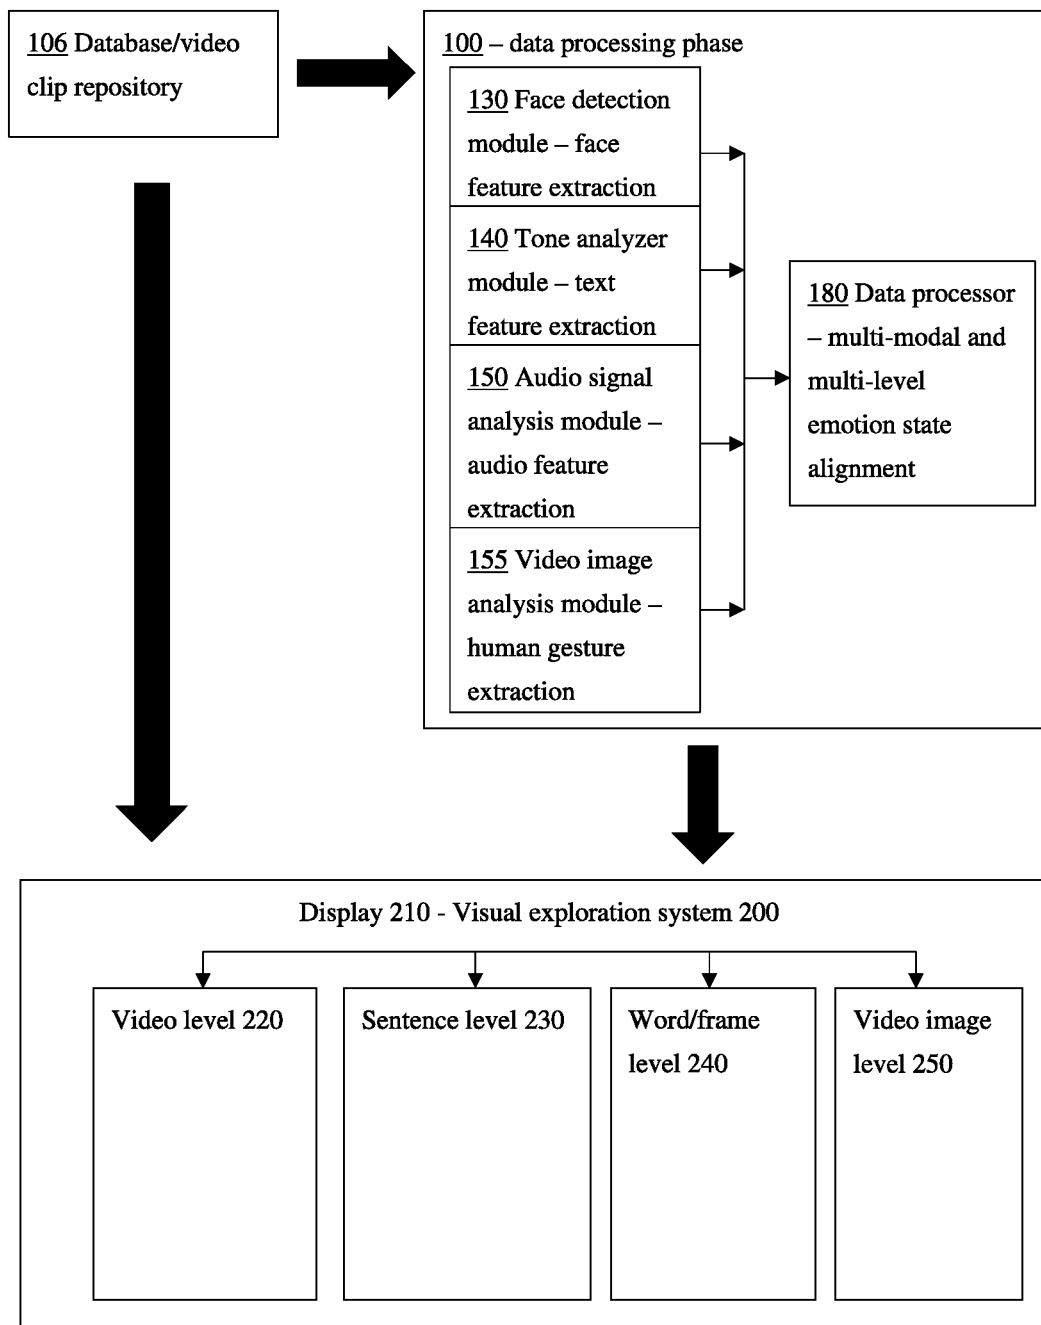 106 Database/video
clip repository
100 – data processing phase
130 Face detection
module – face
feature extraction
140 Tone analyzer
module – text
feature extraction
150 Audio signal
analysis module –
audio feature
extraction
155 Video image
analysis module –
human gesture
extraction
180 Data processor
– multi-modal and
multi-level
emotion state
alignment
Display 210 - Visual exploration system 200
Video level 220
Sentence level 230
Word/frame
level 240
Video image
level 250